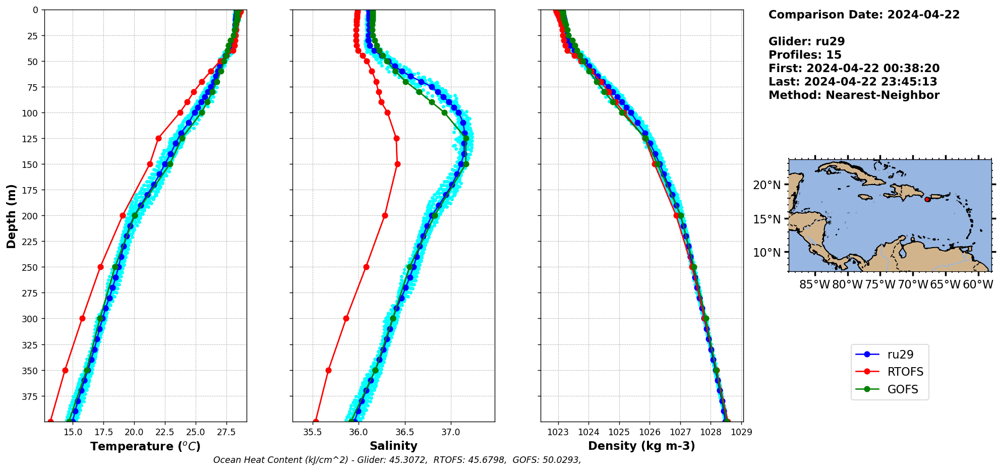 Comparison Date: 2024-04-22
Glider: ru29
Profiles: 15
First: 2024-04-22 00:38:20
Last: 2024-04-22 23:45:13
Method: Nearest-Neighbor
Depth (m)
0
25
50
75
100
125
150
175
200
225
250
275
300
325
350
375
15.0 17.5 20.0 22.5 25.0 27.5
Temperature (°C)
35.5 36.0 36.5 37.0
Salinity
1023 1024 1025 1026 1027 1028 1029
Density (kg m-3)
20°N
15°N
10°N
85°W 80°W 75°W 70°W 65°W 60°W
ru29
RTOFS
GOFS
Ocean Heat Content (kJ/cm^2) - Glider: 45.3072,  RTOFS: 45.6798,  GOFS: 50.0293,